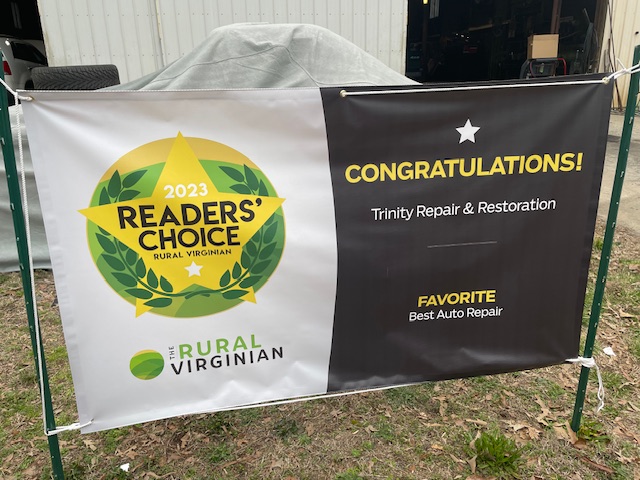 2023
READERS'
CHOICE
RURAL VIRGINIAN
THE RURAL
VIRGINIAN
CONGRATULATIONS!
Trinity Repair & Restoration
FAVORITE
Best Auto Repair